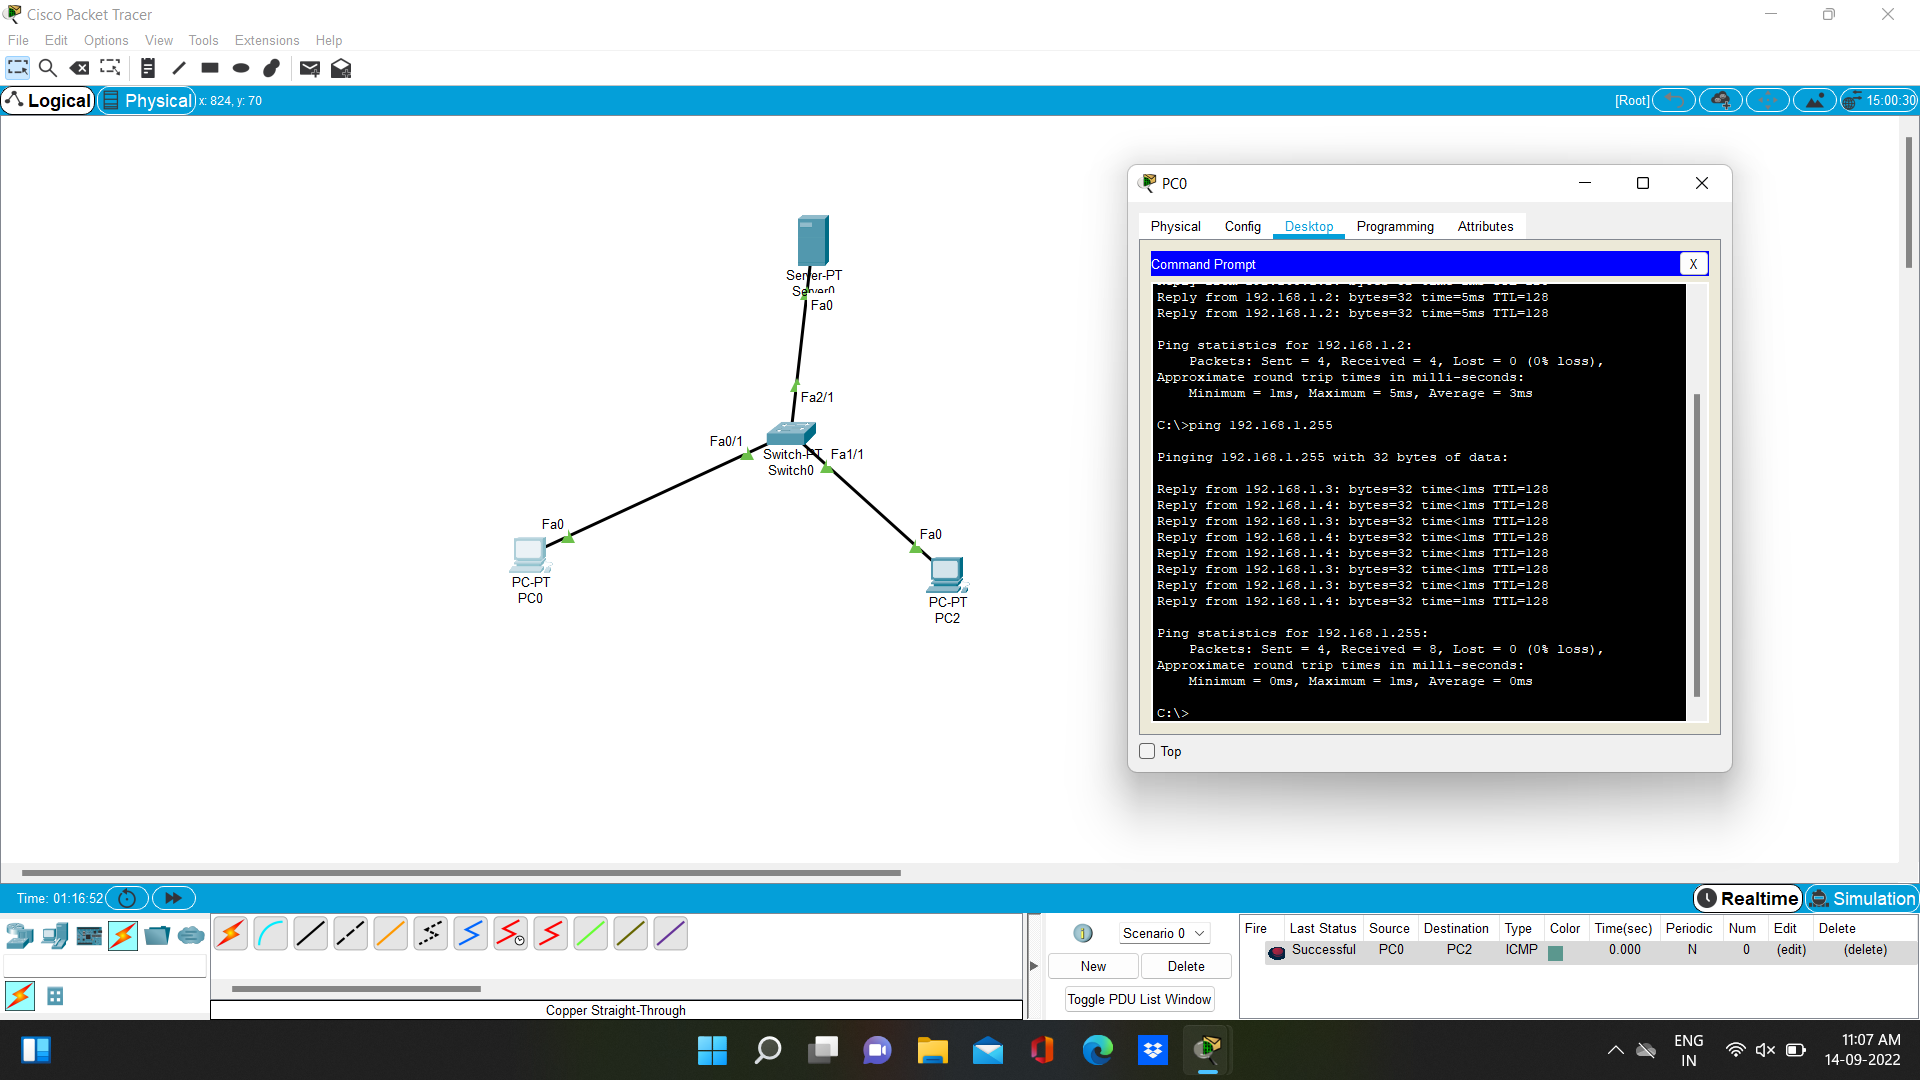 Cisco Packet Tracer
File Edit Options View Tools Extensions Help
Logical Physical x: 824, y: 70 [Root] 15:00:30
Server-PT
Server0
Fa0
Fa2/1
Fa0/1
Switch-PT Fa1/1
Switch0
Fa0
PC-PT
PC0
Fa0
PC-PT
PC2
PC0
Physical Config Desktop Programming Attributes
Command Prompt X
Reply from 192.168.1.2: bytes=32 time=5ms TTL=128
Reply from 192.168.1.2: bytes=32 time=5ms TTL=128
Ping statistics for 192.168.1.2:
Packets: Sent = 4, Received = 4, Lost = 0 (0% loss),
Approximate round trip times in milli-seconds:
Minimum = 1ms, Maximum = 5ms, Average = 3ms
C:\>ping 192.168.1.255
Pinging 192.168.1.255 with 32 bytes of data:
Reply from 192.168.1.3: bytes=32 time<1ms TTL=128
Reply from 192.168.1.4: bytes=32 time<1ms TTL=128
Reply from 192.168.1.3: bytes=32 time<1ms TTL=128
Reply from 192.168.1.4: bytes=32 time<1ms TTL=128
Reply from 192.168.1.4: bytes=32 time<1ms TTL=128
Reply from 192.168.1.3: bytes=32 time<1ms TTL=128
Reply from 192.168.1.3: bytes=32 time<1ms TTL=128
Reply from 192.168.1.4: bytes=32 time=1ms TTL=128
Ping statistics for 192.168.1.255:
Packets: Sent = 4, Received = 8, Lost = 0 (0% loss),
Approximate round trip times in milli-seconds:
Minimum = 0ms, Maximum = 1ms, Average = 0ms
C:\>
Top
Time: 01:16:52 Realtime Simulation
Copper Straight-Through
1 Scenario 0
New Delete
Toggle PDU List Window
Fire Last Status Source Destination Type Color Time(sec) Periodic Num Edit Delete
Successful PC0 PC2 ICMP 0.000 N 0 (edit) (delete)
ENG
IN
11:07 AM
14-09-2022